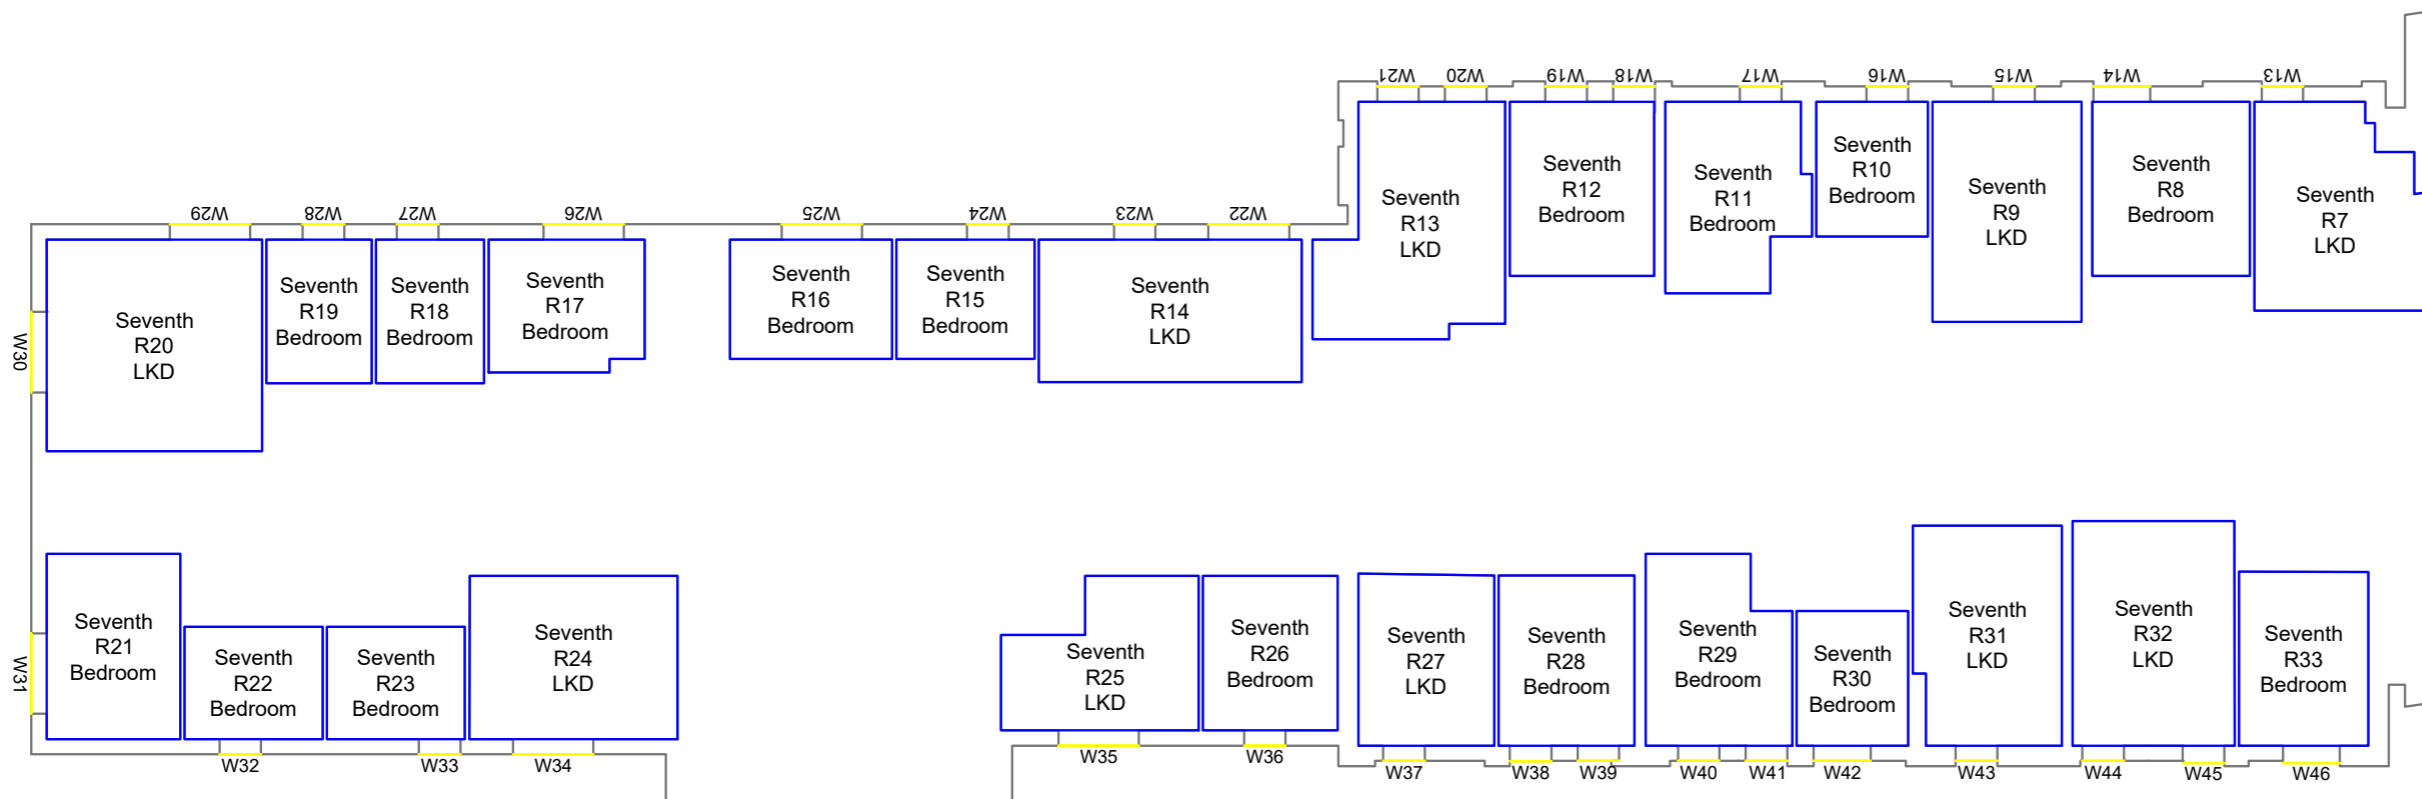 W21
W20
W19
W18
W17
W16
W15
W14
W13
Seventh
R13
LKD
Seventh
R12
Bedroom
Seventh
R11
Bedroom
Seventh
R10
Bedroom
Seventh
R9
LKD
Seventh
R8
Bedroom
Seventh
R7
LKD
W29
W28
W27
W26
W25
W24
W23
W22
W30
Seventh
R20
LKD
Seventh
R19
Bedroom
Seventh
R18
Bedroom
Seventh
R17
Bedroom
Seventh
R16
Bedroom
Seventh
R15
Bedroom
Seventh
R14
LKD
W31
Seventh
R21
Bedroom
Seventh
R22
Bedroom
Seventh
R23
Bedroom
Seventh
R24
LKD
Seventh
R25
LKD
Seventh
R26
Bedroom
Seventh
R27
LKD
Seventh
R28
Bedroom
Seventh
R29
Bedroom
Seventh
R30
Bedroom
Seventh
R31
LKD
Seventh
R32
LKD
Seventh
R33
Bedroom
W32
W33
W34
W35
W36
W37
W38
W39
W40
W41
W42
W43
W44
W45
W46